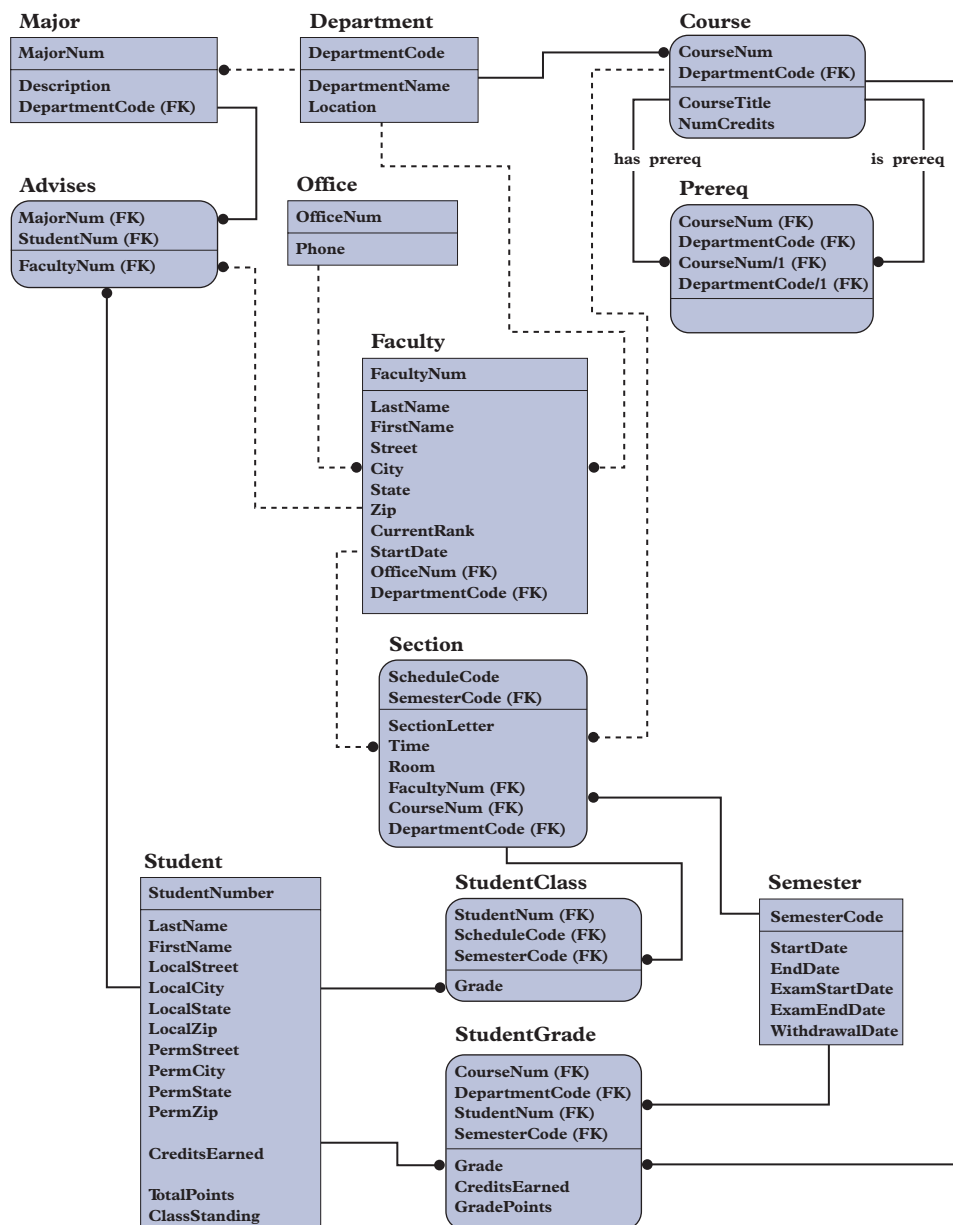 Major
MajorNum
Description
DepartmentCode (FK)
Department
DepartmentCode
DepartmentName
Location
Course
CourseNum
DepartmentCode (FK)
CourseTitle
NumCredits
has prereq
is prereq
Advises
MajorNum (FK)
StudentNum (FK)
FacultyNum (FK)
Office
OfficeNum
Phone
Prereq
CourseNum (FK)
DepartmentCode (FK)
CourseNum/1 (FK)
DepartmentCode/1 (FK)
Faculty
FacultyNum
LastName
FirstName
Street
City
State
Zip
CurrentRank
StartDate
OfficeNum (FK)
DepartmentCode (FK)
Section
ScheduleCode
SemesterCode (FK)
SectionLetter
Time
Room
FacultyNum (FK)
CourseNum (FK)
DepartmentCode (FK)
Student
StudentNumber
LastName
FirstName
LocalStreet
LocalCity
LocalState
LocalZip
PermStreet
PermCity
PermState
PermZip
CreditsEarned
TotalPoints
ClassStanding
StudentClass
StudentNum (FK)
ScheduleCode (FK)
SemesterCode (FK)
Grade
Semester
SemesterCode
StartDate
EndDate
ExamStartDate
ExamEndDate
WithdrawalDate
StudentGrade
CourseNum (FK)
DepartmentCode (FK)
StudentNum (FK)
SemesterCode (FK)
Grade
CreditsEarned
GradePoints